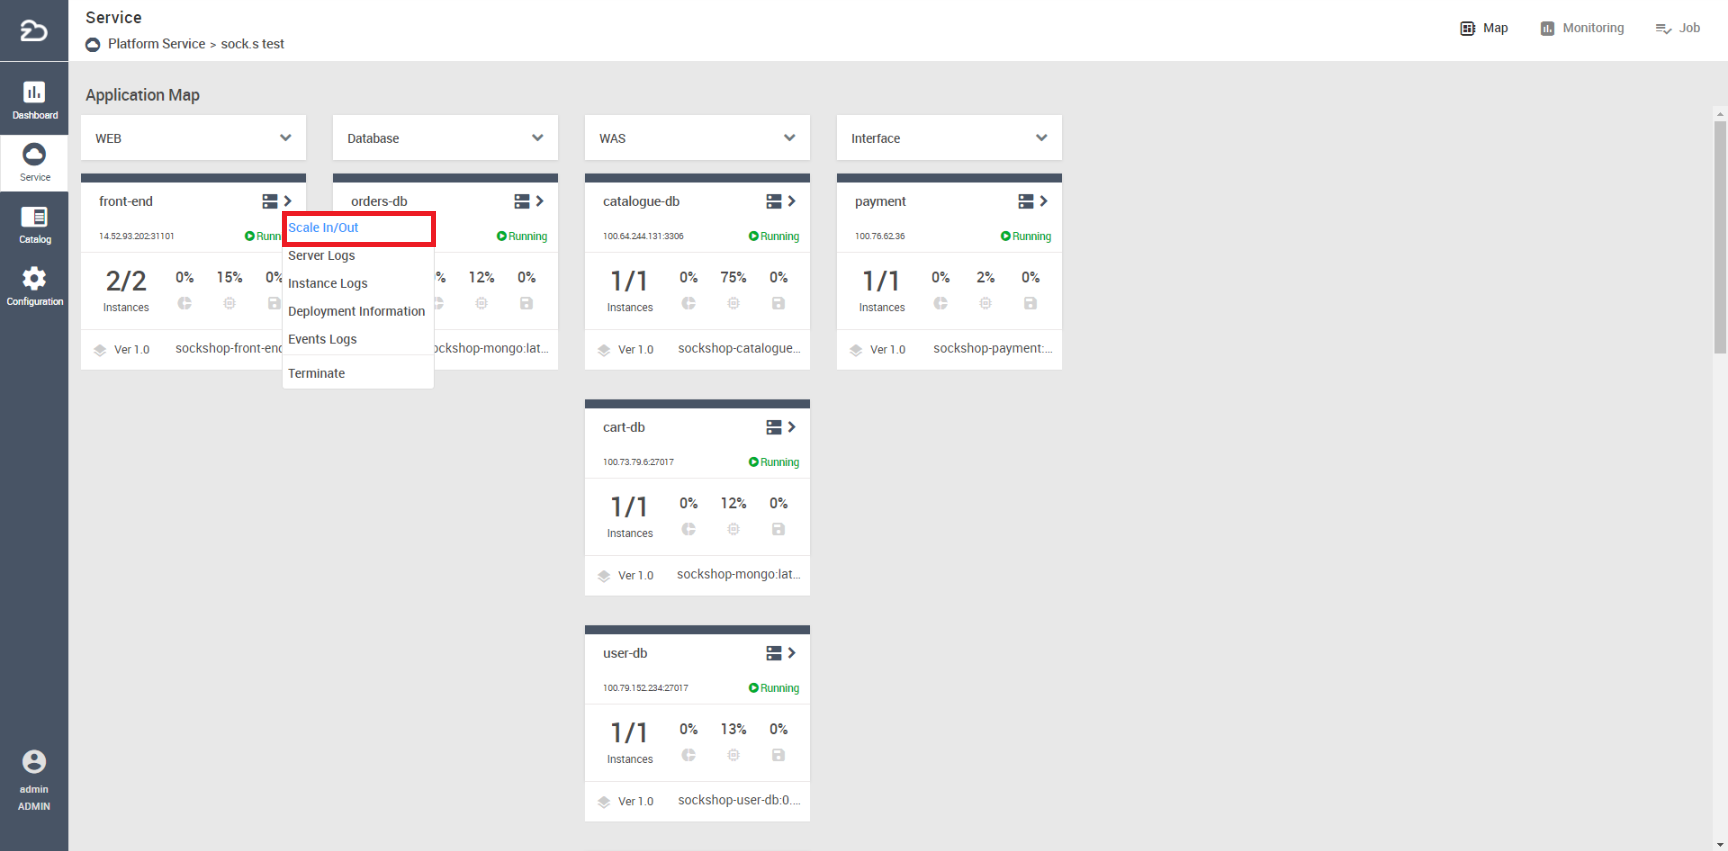 Service
Platform Service > sock.s test
Map
Monitoring
Job
Dashboard
Service
Catalog
Configuration
admin
ADMIN
Application Map
WEB
Database
WAS
Interface
front-end
14.52.93.202:31101
Runn
2/2
Instances
0%
15%
0%
Ver 1.0
sockshop-front-end
Scale In/Out
Server Logs
Instance Logs
Deployment Information
Events Logs
Terminate
orders-db
Running
%
12%
0%
ockshop-mongo:lat...
catalogue-db
100.64.244.131:3306
Running
1/1
Instances
0%
75%
0%
Ver 1.0
sockshop-catalogue...
payment
100.76.62.36
Running
1/1
Instances
0%
2%
0%
Ver 1.0
sockshop-payment:...
cart-db
100.73.79.6:27017
Running
1/1
Instances
0%
12%
0%
Ver 1.0
sockshop-mongo:lat...
user-db
100.79.152.234:27017
Running
1/1
Instances
0%
13%
0%
Ver 1.0
sockshop-user-db:0....